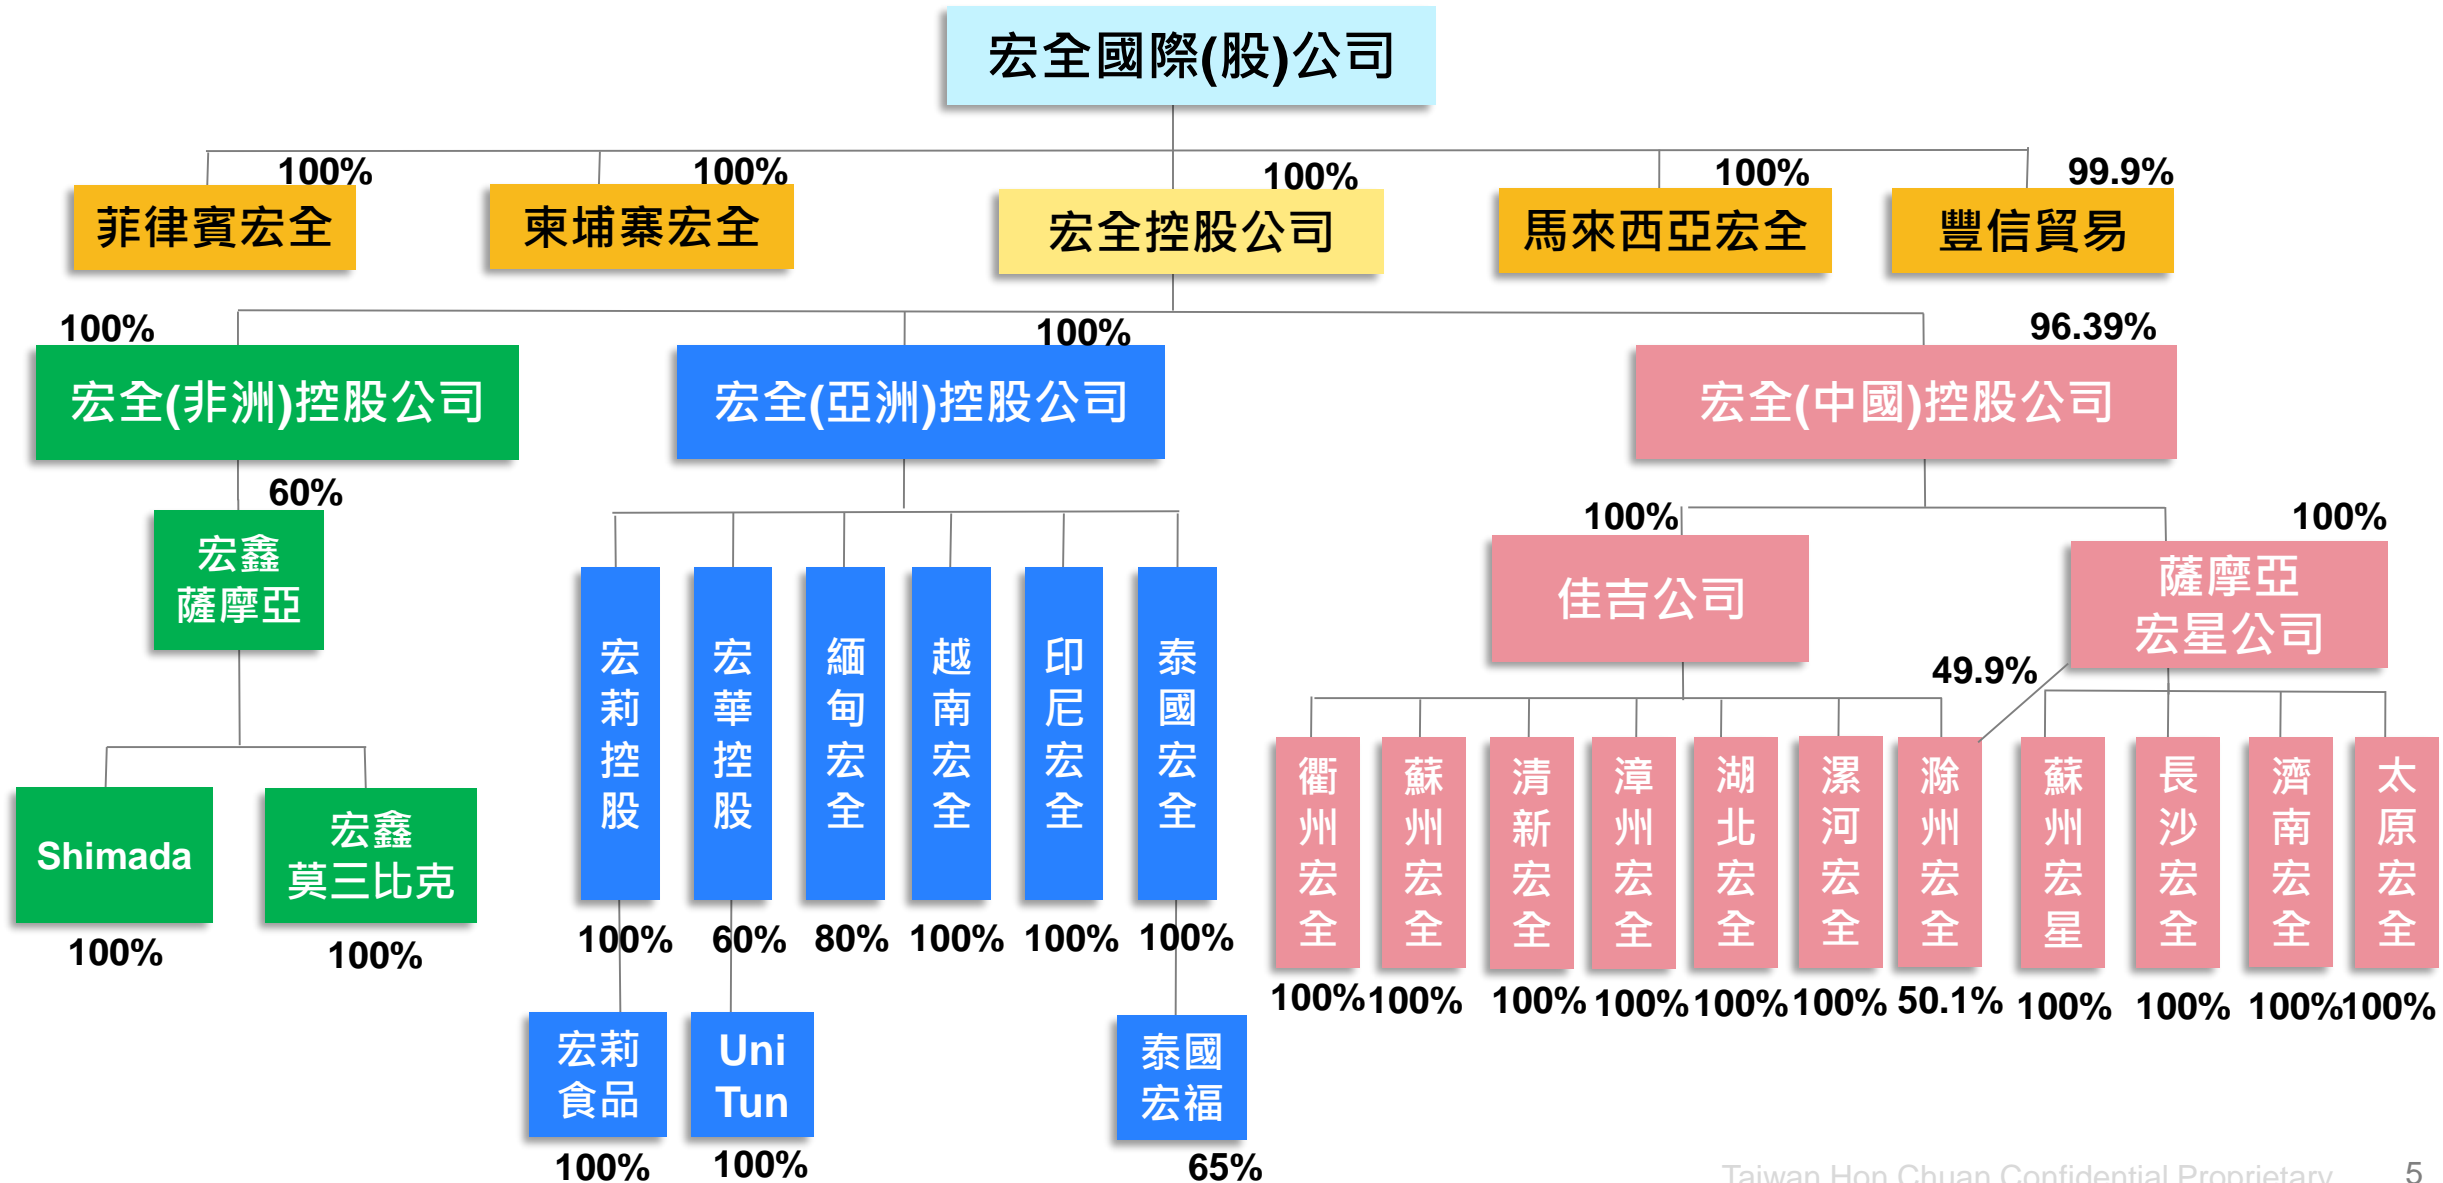 宏全國際(股)公司
100%
100%
100%
100%
99.9%
菲律賓宏全
柬埔寨宏全
宏全控股公司
馬來西亞宏全
豐信貿易
100%
100%
96.39%
宏全(非洲)控股公司
宏全(亞洲)控股公司
宏全(中國)控股公司
60%
100%
100%
宏鑫
薩摩亞
佳吉公司
薩摩亞
宏星公司
49.9%
Shimada
宏鑫
莫三比克
100%
100%
宏莉控股
宏華控股
緬甸宏全
越南宏全
印尼宏全
泰國宏全
100%
60%
80%
100%
100%
100%
衢州宏全
蘇州宏全
清新宏全
漳州宏全
湖北宏全
漯河宏全
滁州宏全
蘇州宏星
長沙宏全
濟南宏全
太原宏全
100%
100%
100%
100%
100%
100%
50.1%
100%
100%
100%
100%
宏莉
食品
Uni
Tun
泰國
宏福
100%
100%
65%
Taiwan Hon Chuan Confidential Proprietary
5